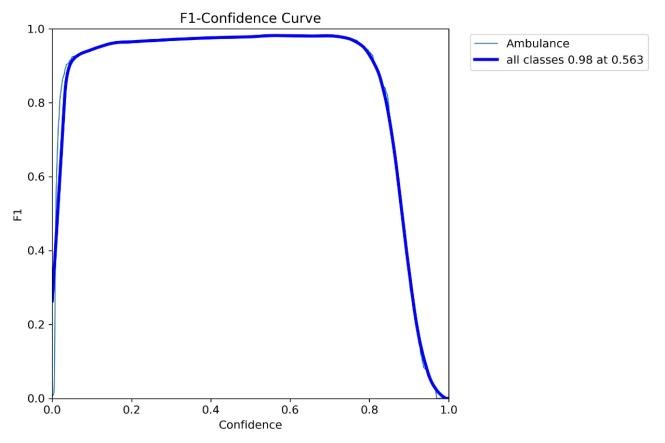 F1-Confidence Curve
1.0
0.8
0.6
0.4
0.2
0.0
F1
0.0 0.2 0.4 0.6 0.8 1.0
Confidence
Ambulance
all classes 0.98 at 0.563